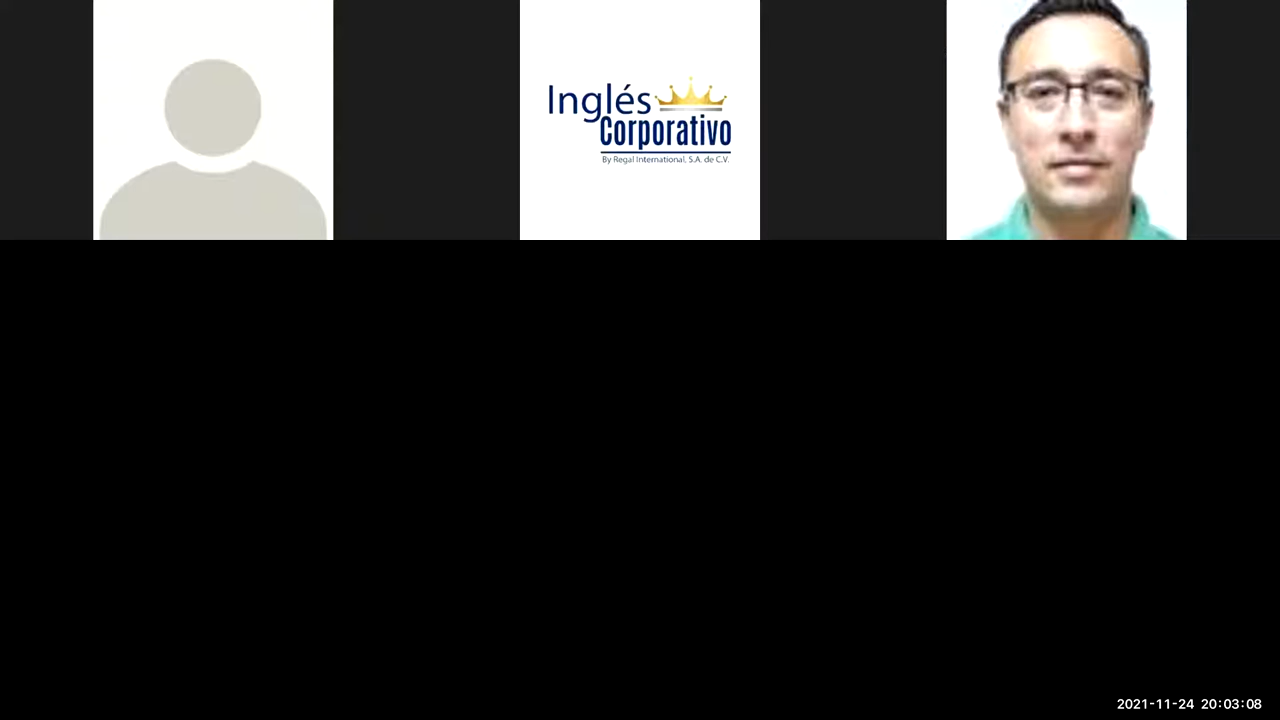 Inglés
Corporativo
By Regal International, S.A. de C.V.
2021-11-24 20:03:08